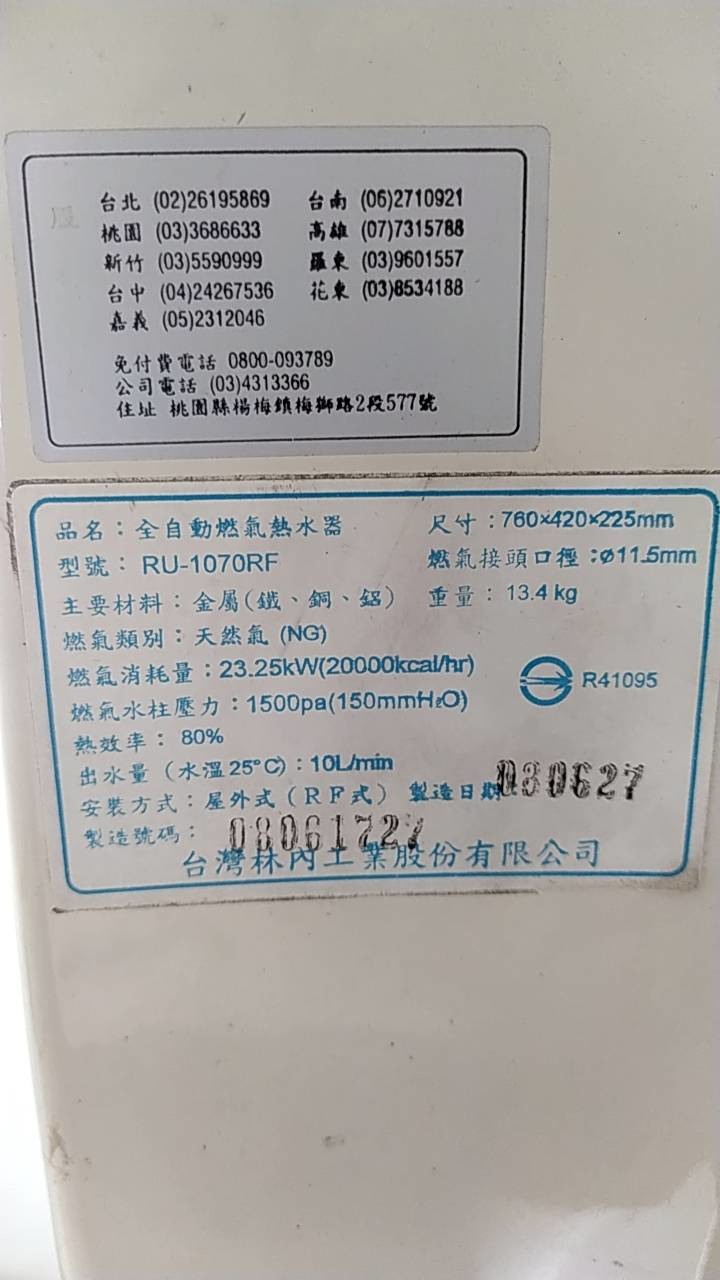 台北 (02)26195869 台南 (06)2710921
桃園 (03)3686633 高雄 (07)7315788
新竹 (03)5590999 羅東 (03)9601557
台中 (04)24267536 花東 (03)8534188
嘉義 (05)2312046
免付費電話 0800-093789
公司電話 (03)4313366
住址 桃園縣楊梅鎮梅獅路2段577號
品名：全自動燃氣熱水器 尺寸：760×420×225mm
型號：RU-1070RF 燃氣接頭口徑：ø11.5mm
主要材料：金屬(鐵、銅、鋁) 重量：13.4 kg
燃氣類別：天然氣 (NG)
燃氣消耗量：23.25kW(20000kcal/hr) R41095
燃氣水柱壓力：1500pa(150mmH₂O)
熱效率：80%
出水量（水溫25°C）：10L/min
安裝方式：屋外式（RF式） 製造日期 080627
製造號碼：08061727
台灣林內工業股份有限公司